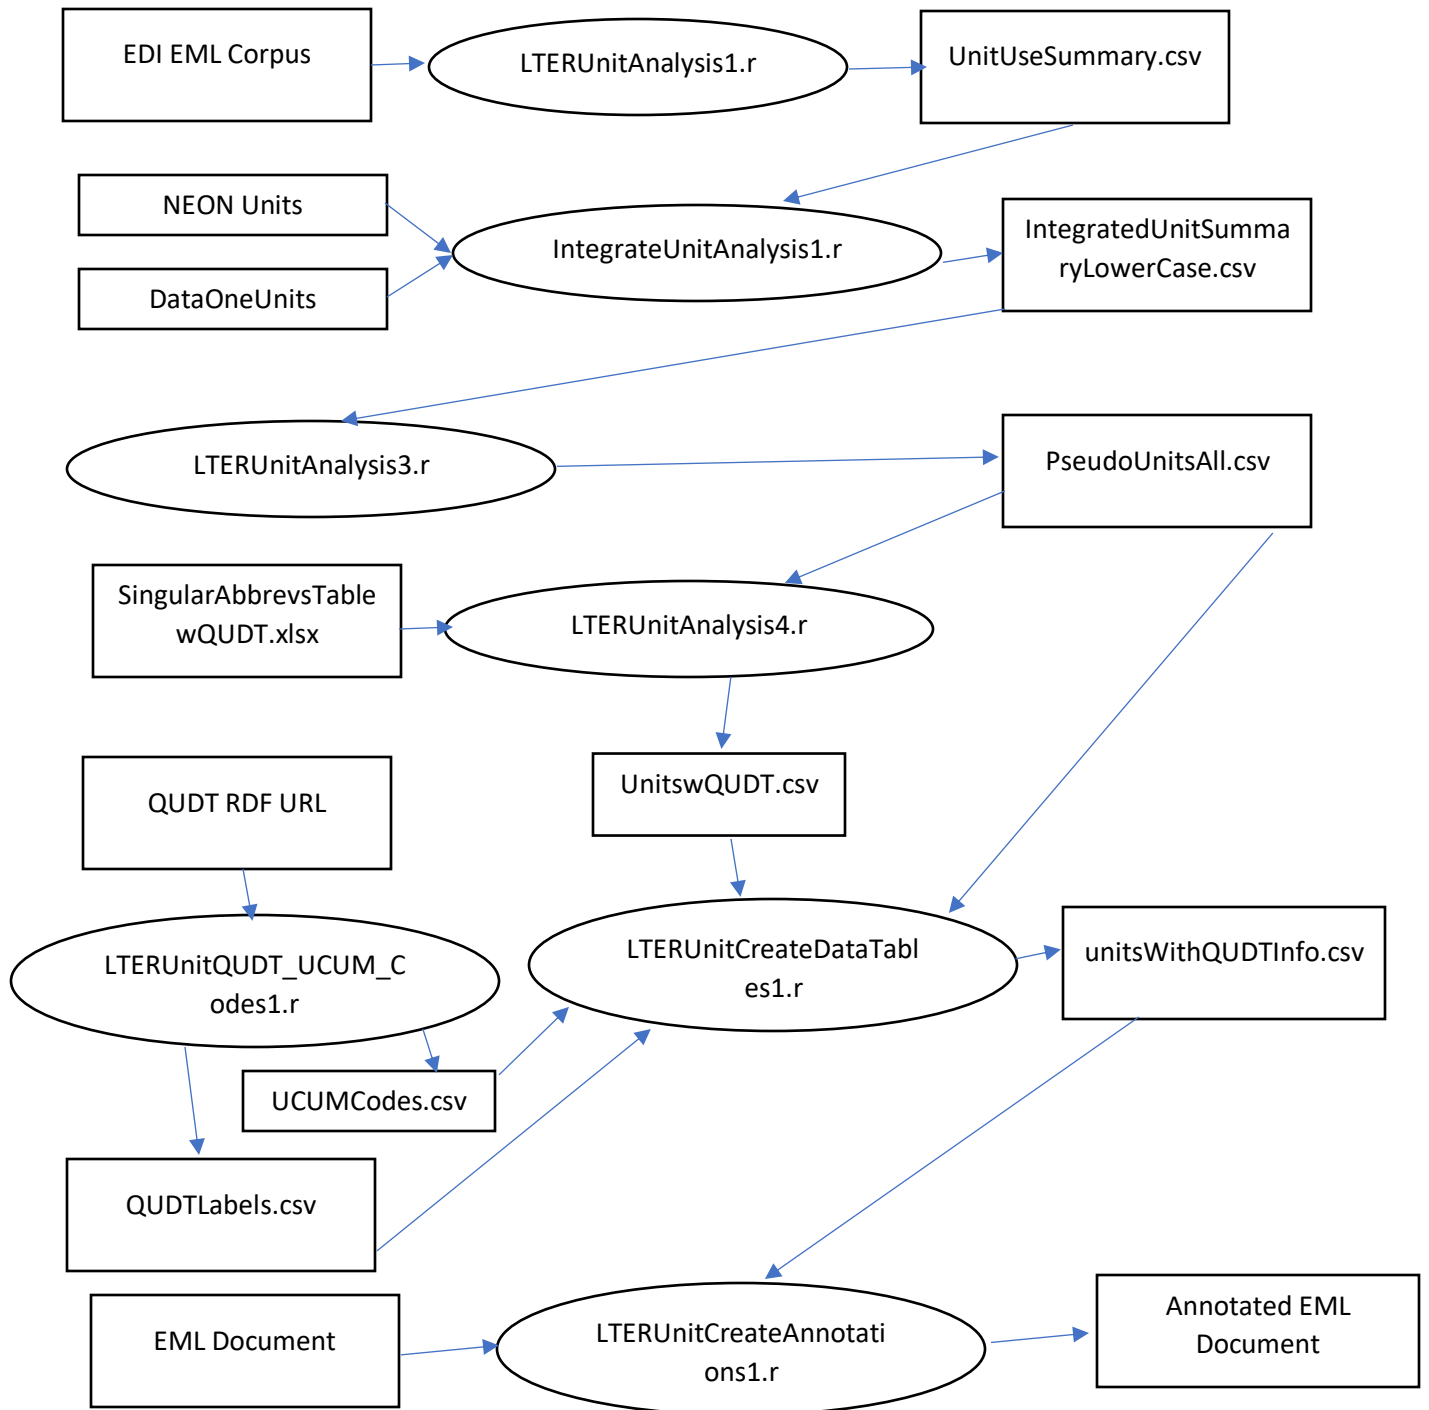 EDI EML Corpus
LTERUnitAnalysis1.r
UnitUseSummary.csv
NEON Units
IntegrateUnitAnalysis1.r
IntegratedUnitSumma
ryLowerCase.csv
DataOneUnits
LTERUnitAnalysis3.r
PseudoUnitsAll.csv
SingularAbbrevsTable
wQUDT.xlsx
LTERUnitAnalysis4.r
UnitswQUDT.csv
QUDT RDF URL
LTERUnitQUDT_UCUM_C
odes1.r
LTERUnitCreateDataTabl
es1.r
unitsWithQUDTInfo.csv
UCUMCodes.csv
QUDTLabels.csv
EML Document
LTERUnitCreateAnnotati
ons1.r
Annotated EML
Document